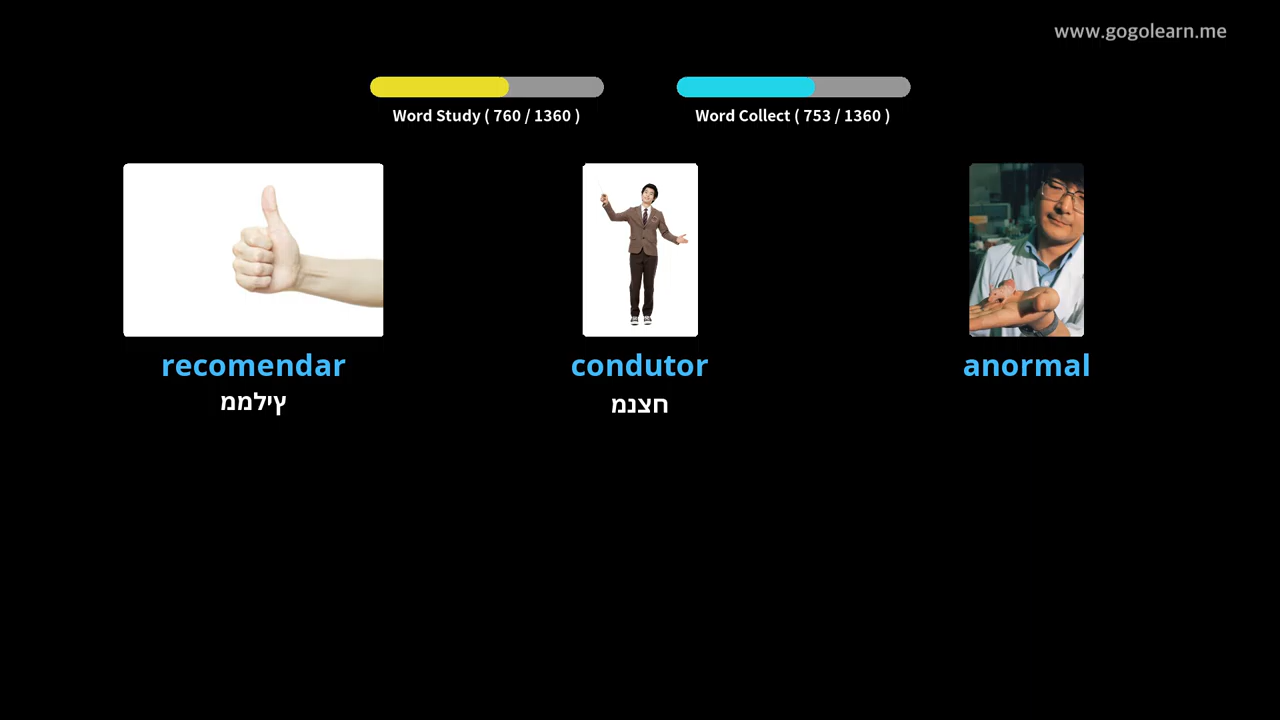 www.gogolearn.me
Word Study ( 760 / 1360 )
Word Collect ( 753 / 1360 )
recomendar
ץילממ
condutor
חצנמ
anormal